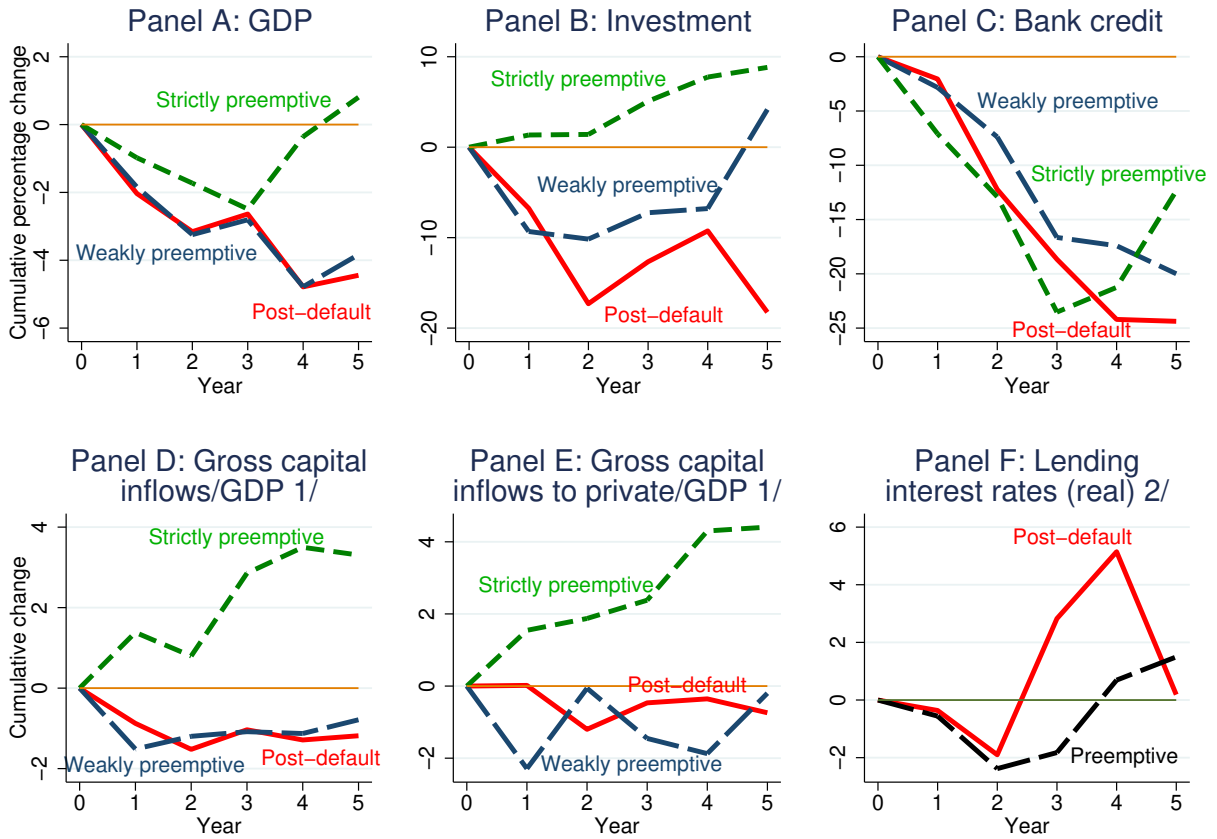 Panel A: GDP
Cumulative percentage change
2
0
−2
−4
−6
Strictly preemptive
Weakly preemptive
Post−default
0 1 2 3 4 5
Year
Panel B: Investment
10
0
−10
−20
Strictly preemptive
Weakly preemptive
Post−default
0 1 2 3 4 5
Year
Panel C: Bank credit
0
−5
−10
−15
−20
−25
Weakly preemptive
Strictly preemptive
Post−default
0 1 2 3 4 5
Year
Panel D: Gross capital
inflows/GDP 1/
Cumulative change
4
2
0
−2
Strictly preemptive
Weakly preemptive
Post−default
0 1 2 3 4 5
Year
Panel E: Gross capital
inflows to private/GDP 1/
4
2
0
−2
Strictly preemptive
Post−default
Weakly preemptive
0 1 2 3 4 5
Year
Panel F: Lending
interest rates (real) 2/
6
4
2
0
−2
Post−default
Preemptive
0 1 2 3 4 5
Year